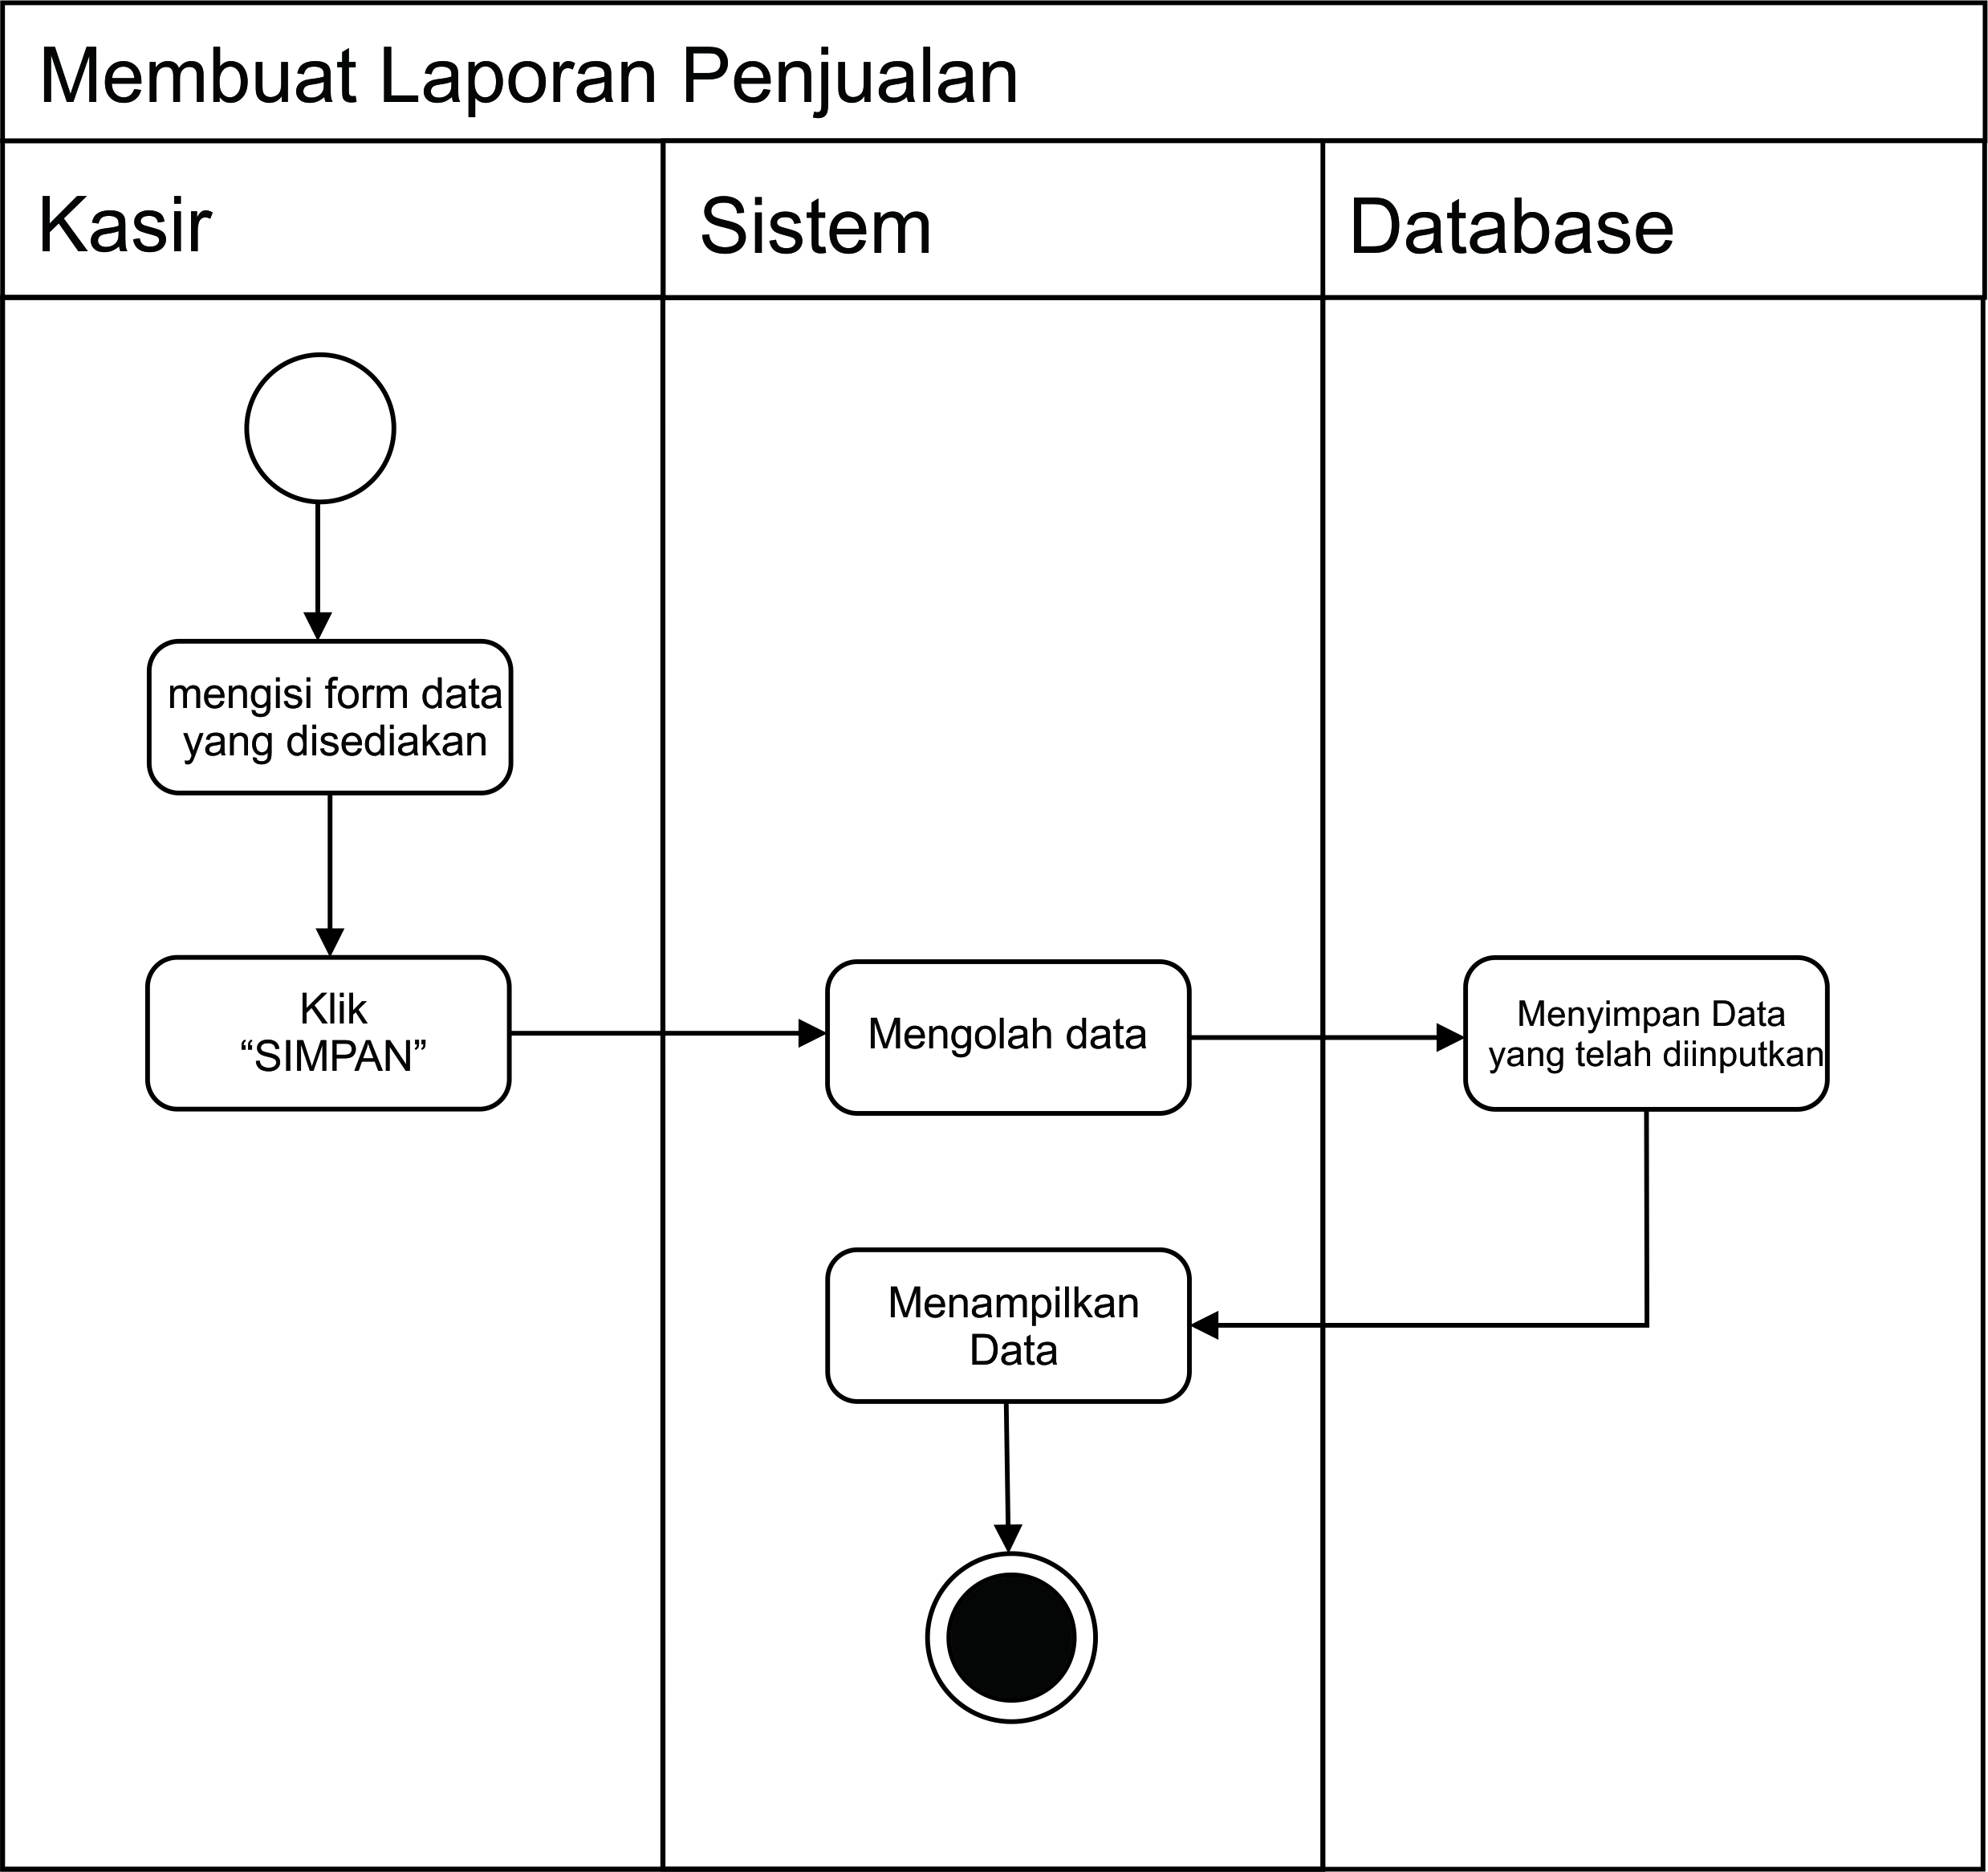 Membuat Laporan Penjualan
Kasir
Sistem
Database
mengisi form data
yang disediakan
Klik
“SIMPAN”
Mengolah data
Menyimpan Data
yang telah diinputkan
Menampilkan
Data